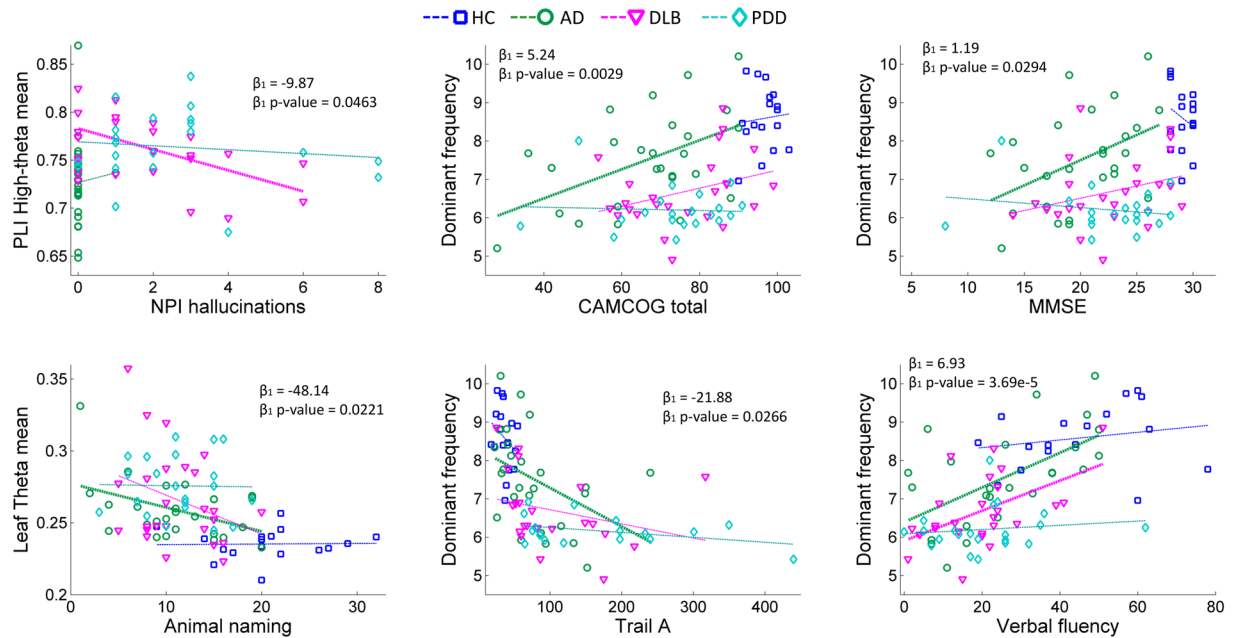 HC AD DLB PDD
0.85
0.8
0.75
0.7
0.65
0 2 4 6 8
PLI High-theta mean
NPI hallucinations
β₁ = -9.87
β₁ p-value = 0.0463
10
9
8
7
6
5
40 60 80 100
Dominant frequency
CAMCOG total
β₁ = 5.24
β₁ p-value = 0.0029
10
9
8
7
6
5
5 10 15 20 25 30
Dominant frequency
MMSE
β₁ = 1.19
β₁ p-value = 0.0294
0.35
0.3
0.25
0.2
0 10 20 30
Leaf Theta mean
Animal naming
β₁ = -48.14
β₁ p-value = 0.0221
10
9
8
7
6
5
100 200 300 400
Dominant frequency
Trail A
β₁ = -21.88
β₁ p-value = 0.0266
10
9
8
7
6
5
0 20 40 60 80
Dominant frequency
Verbal fluency
β₁ = 6.93
β₁ p-value = 3.69e-5